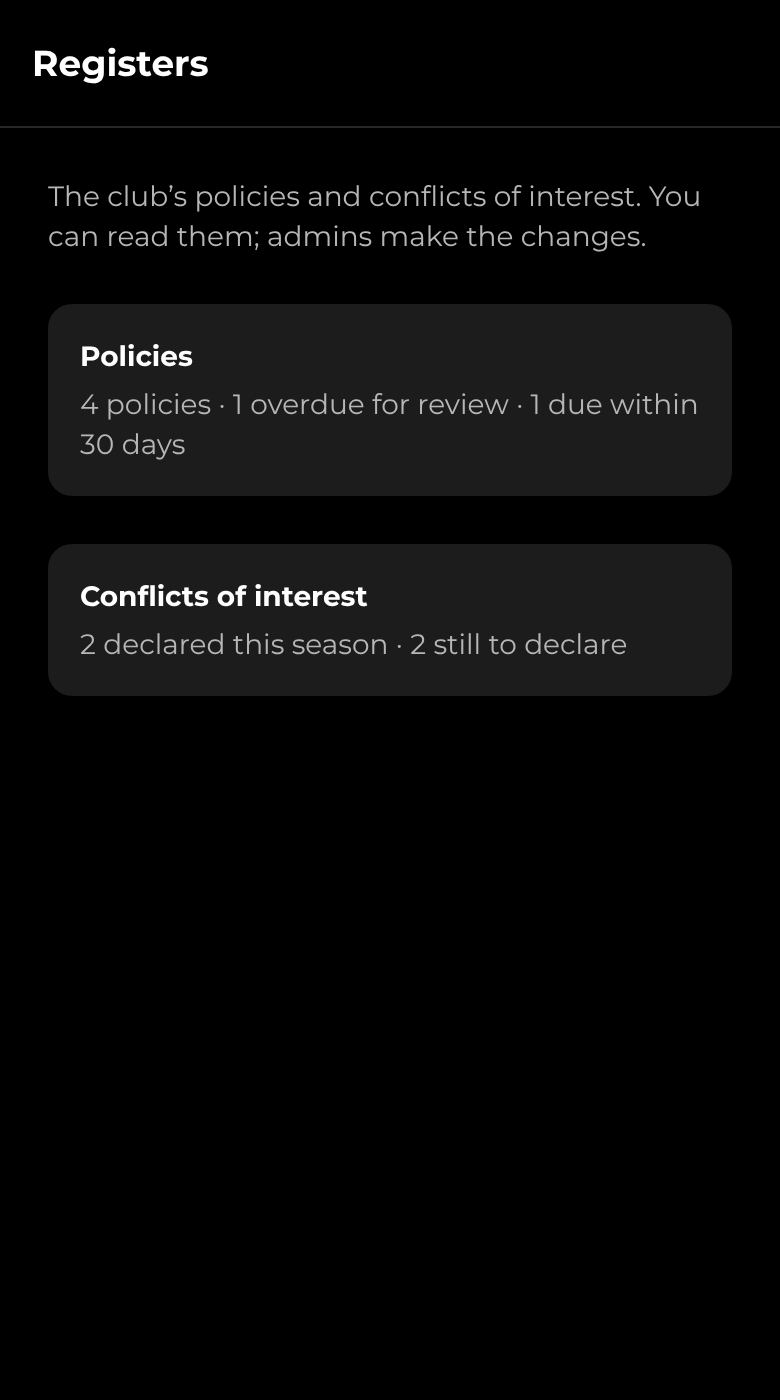 Registers
The club’s policies and conflicts of interest. You
can read them; admins make the changes.
Policies
4 policies · 1 overdue for review · 1 due within
30 days
Conflicts of interest
2 declared this season · 2 still to declare